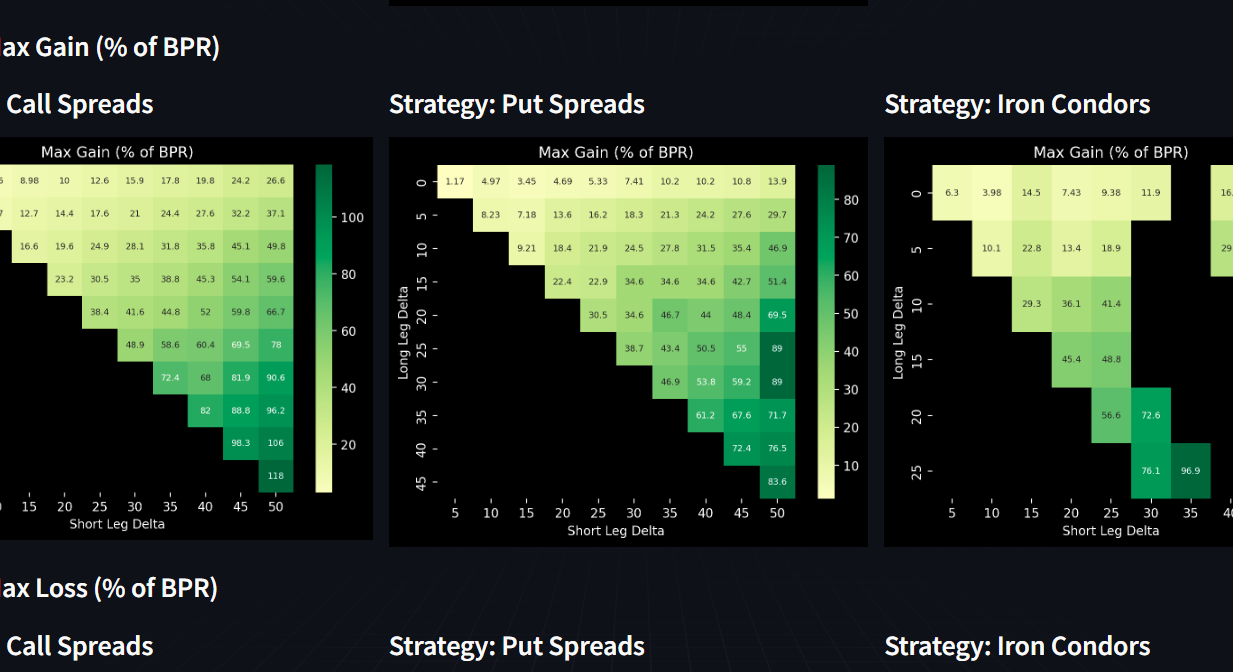 ax Gain (% of BPR)
Call Spreads
Max Gain (% of BPR)
8.98 10 12.6 15.9 17.8 19.8 24.2 26.6
12.7 14.4 17.6 21 24.4 27.6 32.2 37.1
16.6 19.6 24.9 28.1 31.8 35.8 45.1 49.8
23.2 30.5 35 38.8 45.3 54.1 59.6
38.4 41.6 44.8 52 59.8 66.7
48.9 58.6 60.4 69.5 78
72.4 68 81.9 90.6
82 88.8 96.2
98.3 106
118
15 20 25 30 35 40 45 50
Short Leg Delta
100
80
60
40
20
Strategy: Put Spreads
Max Gain (% of BPR)
Long Leg Delta
0 1.17 4.97 3.45 4.69 5.33 7.41 10.2 10.2 10.8 13.9
5 8.23 7.18 13.6 16.2 18.3 21.3 24.2 27.6 29.7
10 9.21 18.4 21.9 24.5 27.8 31.5 35.4 46.9
15 22.4 22.9 34.6 34.6 34.6 42.7 51.4
20 30.5 34.6 46.7 44 48.4 69.5
25 38.7 43.4 50.5 55 89
30 46.9 53.8 59.2 89
35 61.2 67.6 71.7
40 72.4 76.5
45 83.6
5 10 15 20 25 30 35 40 45 50
Short Leg Delta
80
70
60
50
40
30
20
10
Strategy: Iron Condors
Max Gain (% of BPR)
Long Leg Delta
0 6.3 3.98 14.5 7.43 9.38 11.9 16.
5 10.1 22.8 13.4 18.9 29
10 29.3 36.1 41.4
15 45.4 48.8
20 56.6 72.6
25 76.1 96.9
5 10 15 20 25 30 35
Short Leg Delta
ax Loss (% of BPR)
Call Spreads
Strategy: Put Spreads
Strategy: Iron Condors